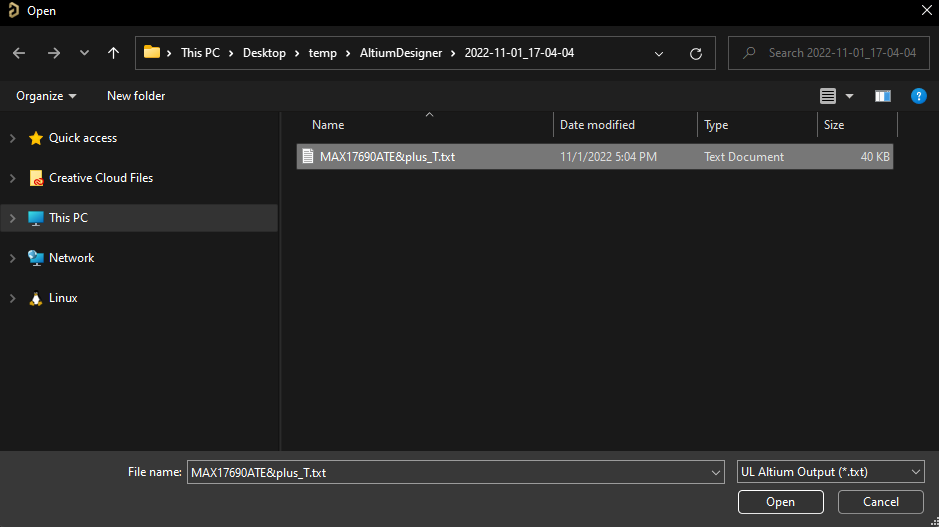 Open
This PC > Desktop > temp > AltiumDesigner > 2022-11-01_17-04-04
Search 2022-11-01_17-04-04
Organize New folder
Name Date modified Type Size
Quick access
MAX17690ATE&plus_T.txt 11/1/2022 5:04 PM Text Document 40 KB
Creative Cloud Files
This PC
Network
Linux
File name: MAX17690ATE&plus_T.txt UL Altium Output (*.txt)
Open Cancel